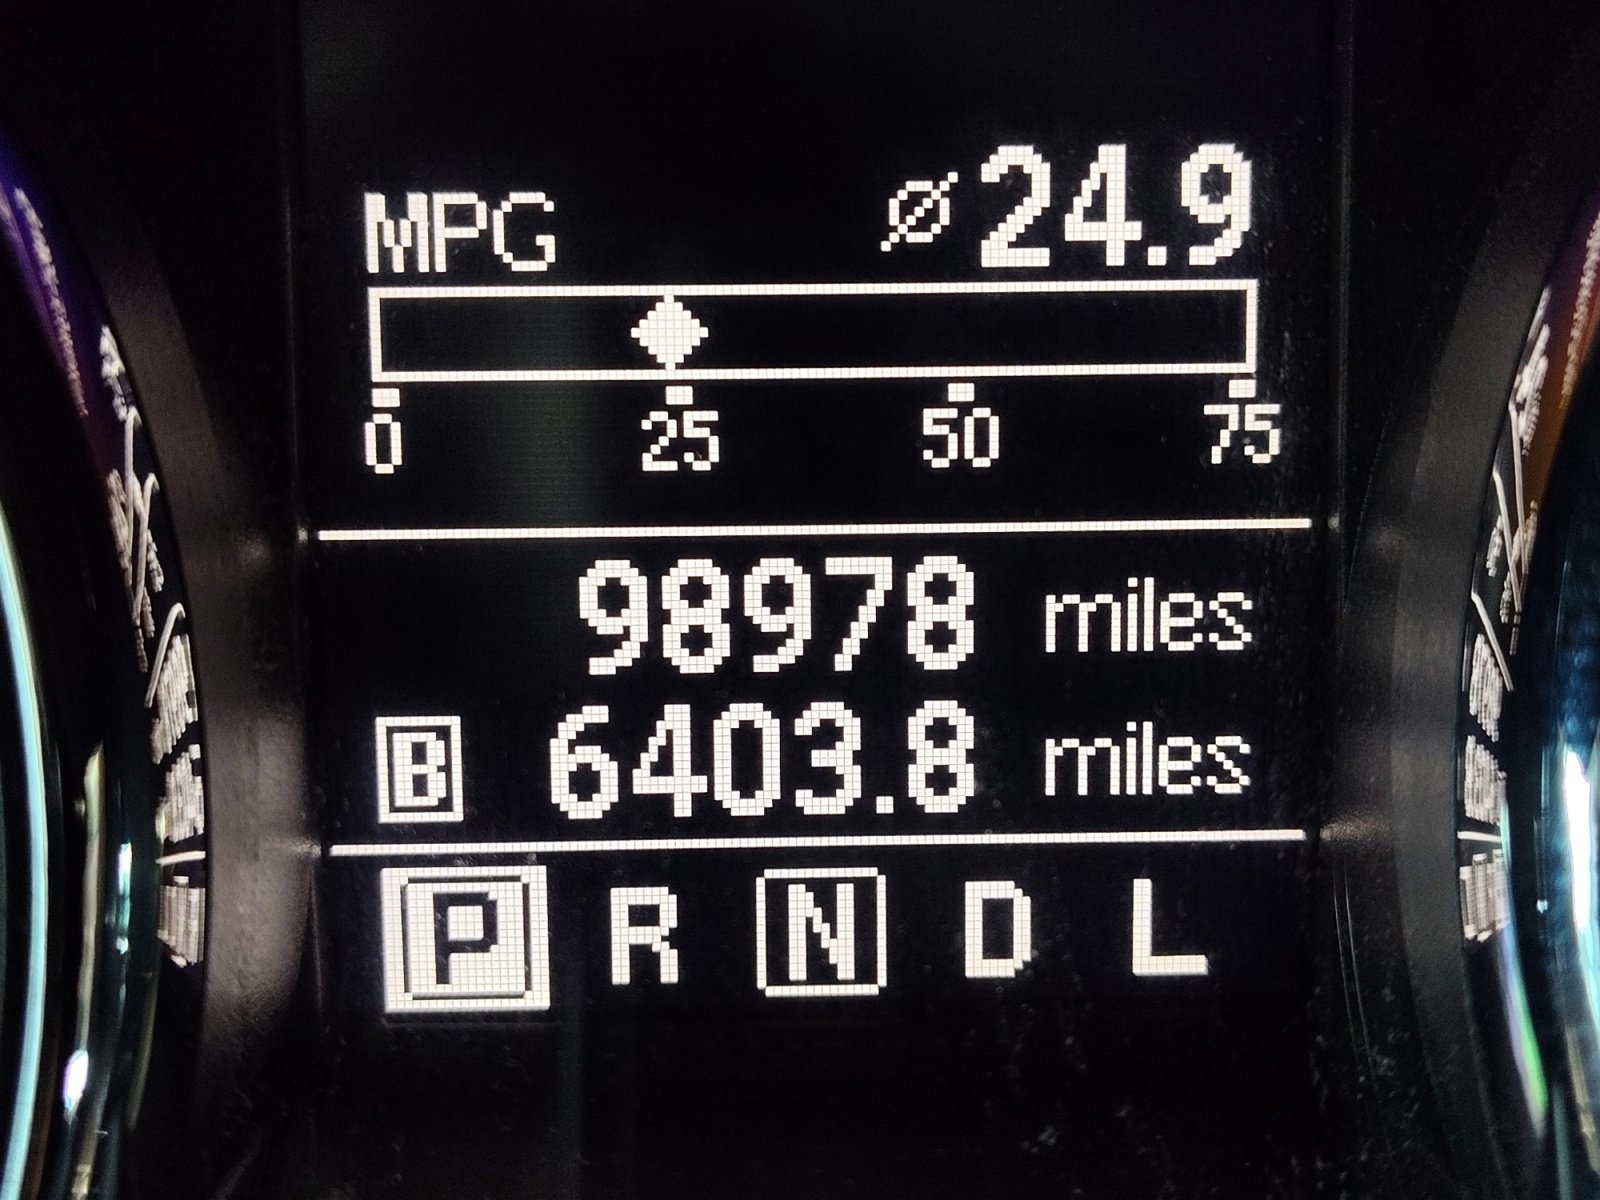 MPG ø 24.9
0 25 50 75
98978 miles
B 6403.8 miles
P R N D L